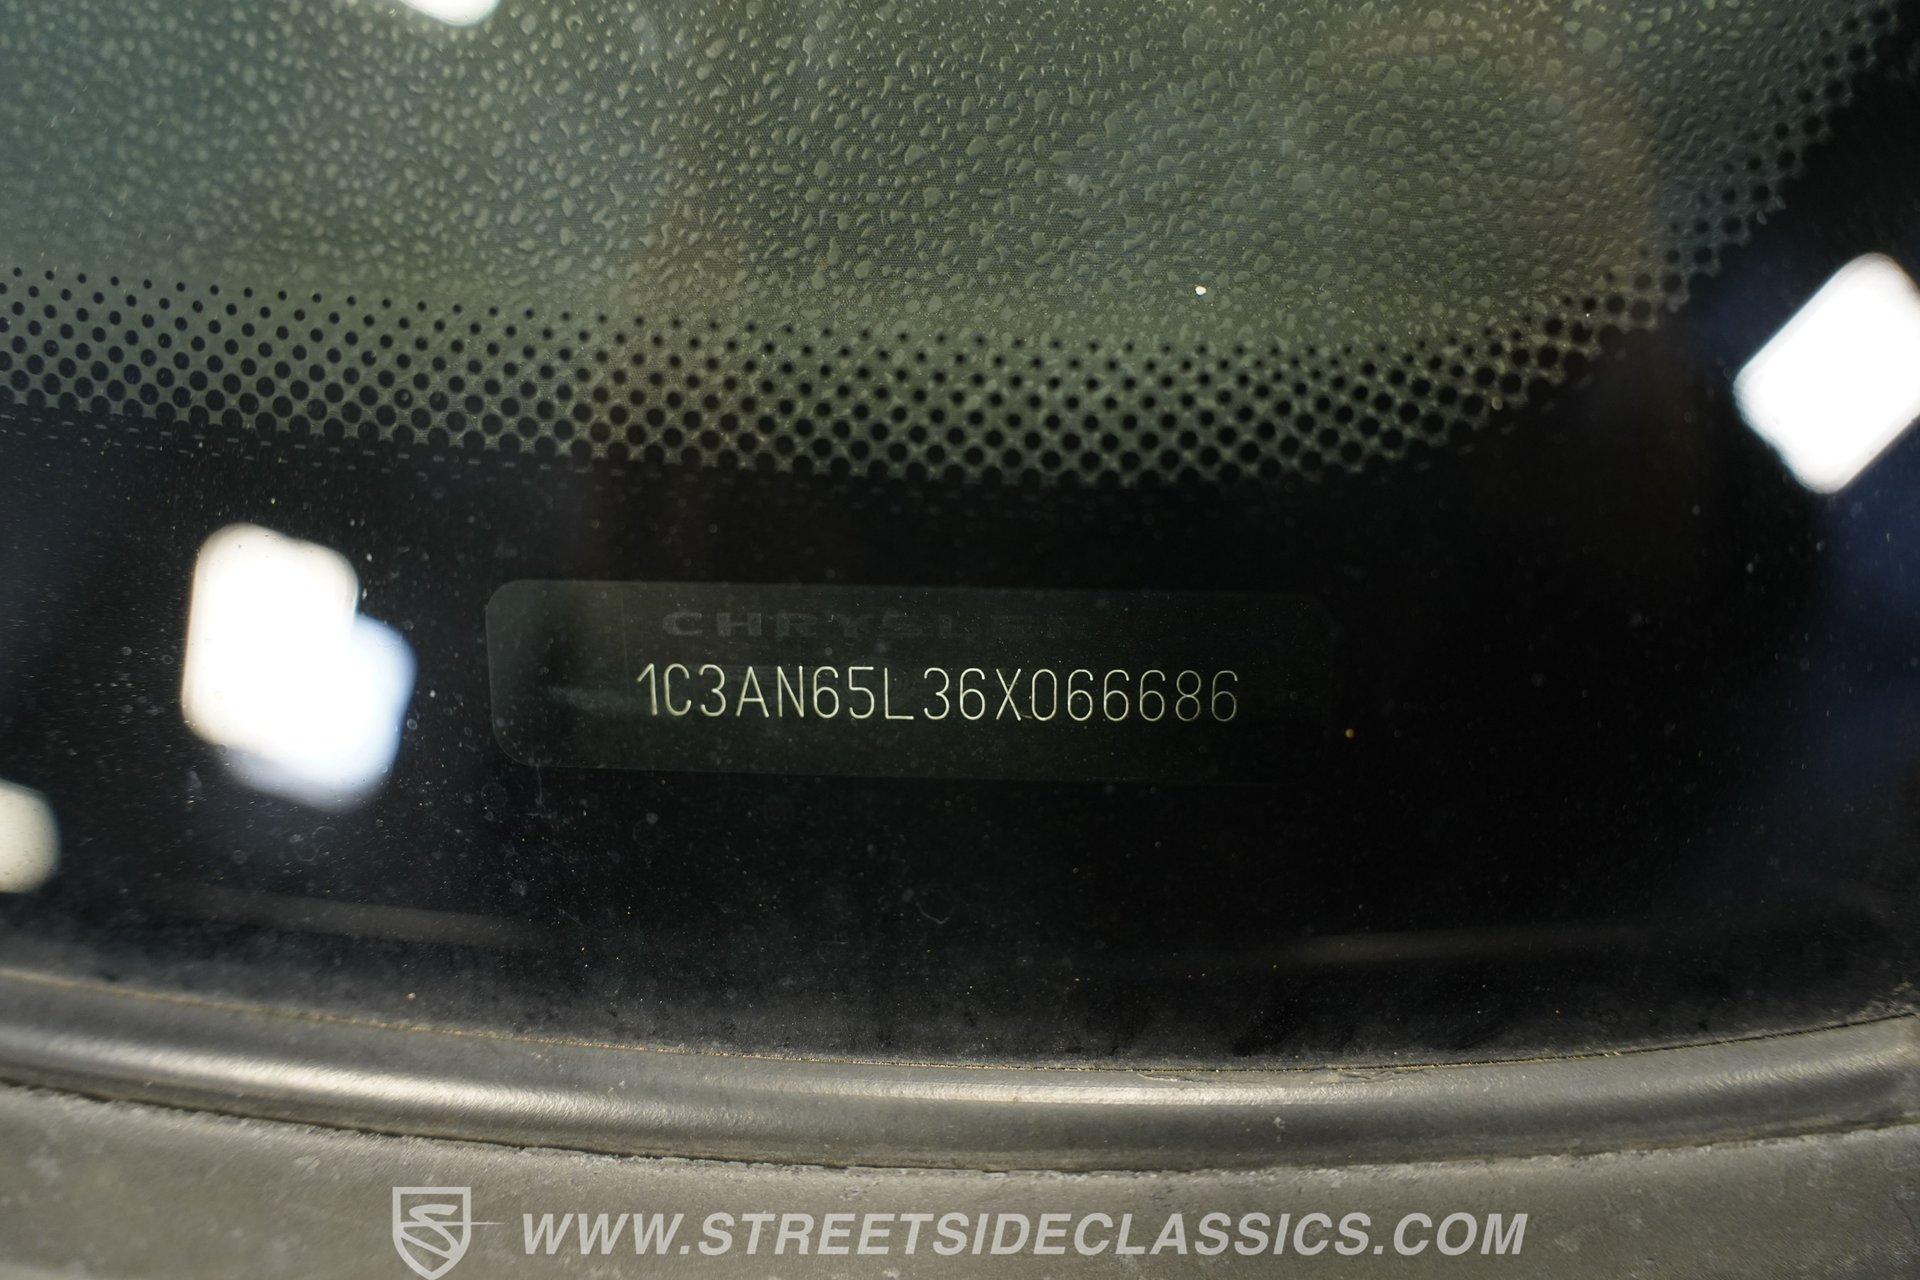 CHRYSLER
1C3AN65L36X066686
WWW.STREETSIDECLASSICS.COM